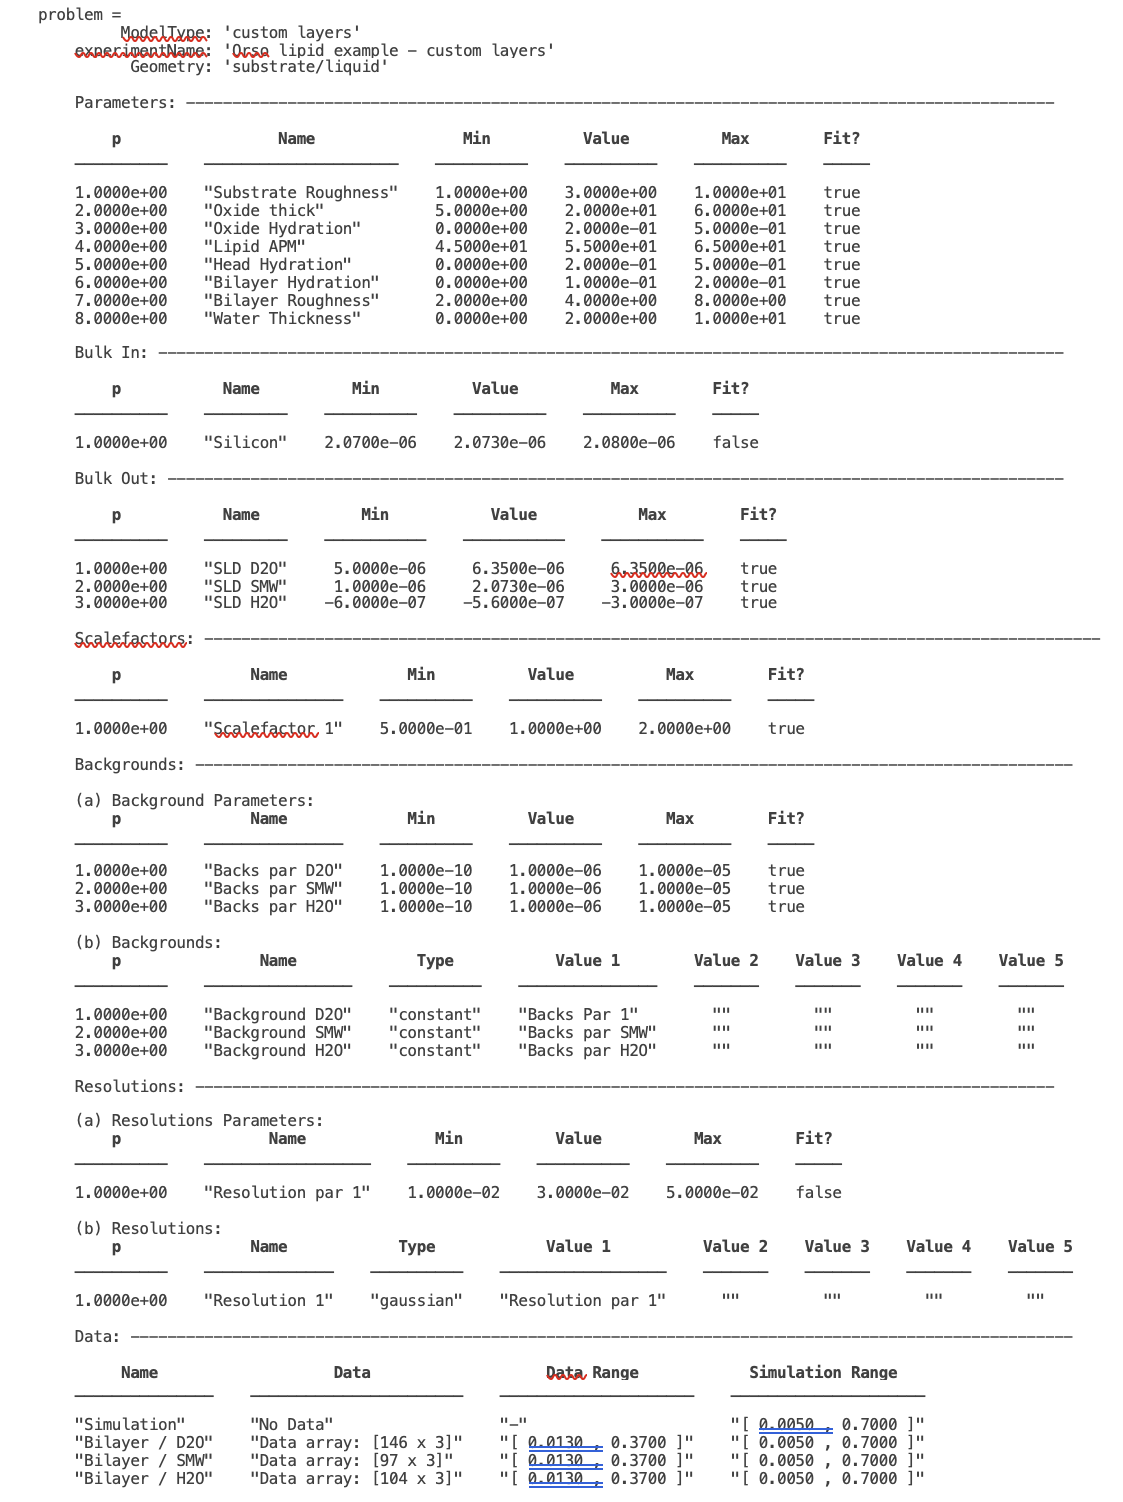 problem =
ModelType: 'custom layers'
experimentName: 'Orso lipid example - custom layers'
Geometry: 'substrate/liquid'
Parameters: ----------------------------------------------------------------------------------------------
p Name Min Value Max Fit?
1.0000e+00 "Substrate Roughness" 1.0000e+00 3.0000e+00 1.0000e+01 true
2.0000e+00 "Oxide thick" 5.0000e+00 2.0000e+01 6.0000e+01 true
3.0000e+00 "Oxide Hydration" 0.0000e+00 2.0000e-01 5.0000e-01 true
4.0000e+00 "Lipid APM" 4.5000e+01 5.5000e+01 6.5000e+01 true
5.0000e+00 "Head Hydration" 0.0000e+00 2.0000e-01 5.0000e-01 true
6.0000e+00 "Bilayer Hydration" 0.0000e+00 1.0000e-01 2.0000e-01 true
7.0000e+00 "Bilayer Roughness" 2.0000e+00 4.0000e+00 8.0000e+00 true
8.0000e+00 "Water Thickness" 0.0000e+00 2.0000e+00 1.0000e+01 true
Bulk In: --------------------------------------------------------------------------------------------------
p Name Min Value Max Fit?
1.0000e+00 "Silicon" 2.0700e-06 2.0730e-06 2.0800e-06 false
Bulk Out: -------------------------------------------------------------------------------------------------
p Name Min Value Max Fit?
1.0000e+00 "SLD D2O" 5.0000e-06 6.3500e-06 6.3500e-06 true
2.0000e+00 "SLD SMW" 1.0000e-06 2.0730e-06 3.0000e-06 true
3.0000e+00 "SLD H2O" -6.0000e-07 -5.6000e-07 -3.0000e-07 true
Scalefactors: -------------------------------------------------------------------------------------------------
p Name Min Value Max Fit?
1.0000e+00 "Scalefactor 1" 5.0000e-01 1.0000e+00 2.0000e+00 true
Backgrounds: -----------------------------------------------------------------------------------------------
(a) Background Parameters:
p Name Min Value Max Fit?
1.0000e+00 "Backs par D2O" 1.0000e-10 1.0000e-06 1.0000e-05 true
2.0000e+00 "Backs par SMW" 1.0000e-10 1.0000e-06 1.0000e-05 true
3.0000e+00 "Backs par H2O" 1.0000e-10 1.0000e-06 1.0000e-05 true
(b) Backgrounds:
p Name Type Value 1 Value 2 Value 3 Value 4 Value 5
1.0000e+00 "Background D2O" "constant" "Backs Par 1" "" "" "" ""
2.0000e+00 "Background SMW" "constant" "Backs par SMW" "" "" "" ""
3.0000e+00 "Background H2O" "constant" "Backs par H2O" "" "" "" ""
Resolutions: ---------------------------------------------------------------------------------------------
(a) Resolutions Parameters:
p Name Min Value Max Fit?
1.0000e+00 "Resolution par 1" 1.0000e-02 3.0000e-02 5.0000e-02 false
(b) Resolutions:
p Name Type Value 1 Value 2 Value 3 Value 4 Value 5
1.0000e+00 "Resolution 1" "gaussian" "Resolution par 1" "" "" "" ""
Data: ------------------------------------------------------------------------------------------------------
Name Data Data Range Simulation Range
"Simulation" "No Data" "-" "[ 0.0050 , 0.7000 ]"
"Bilayer / D2O" "Data array: [146 x 3]" "[ 0.0130 , 0.3700 ]" "[ 0.0050 , 0.7000 ]"
"Bilayer / SMW" "Data array: [97 x 3]" "[ 0.0130 , 0.3700 ]" "[ 0.0050 , 0.7000 ]"
"Bilayer / H2O" "Data array: [104 x 3]" "[ 0.0130 , 0.3700 ]" "[ 0.0050 , 0.7000 ]"